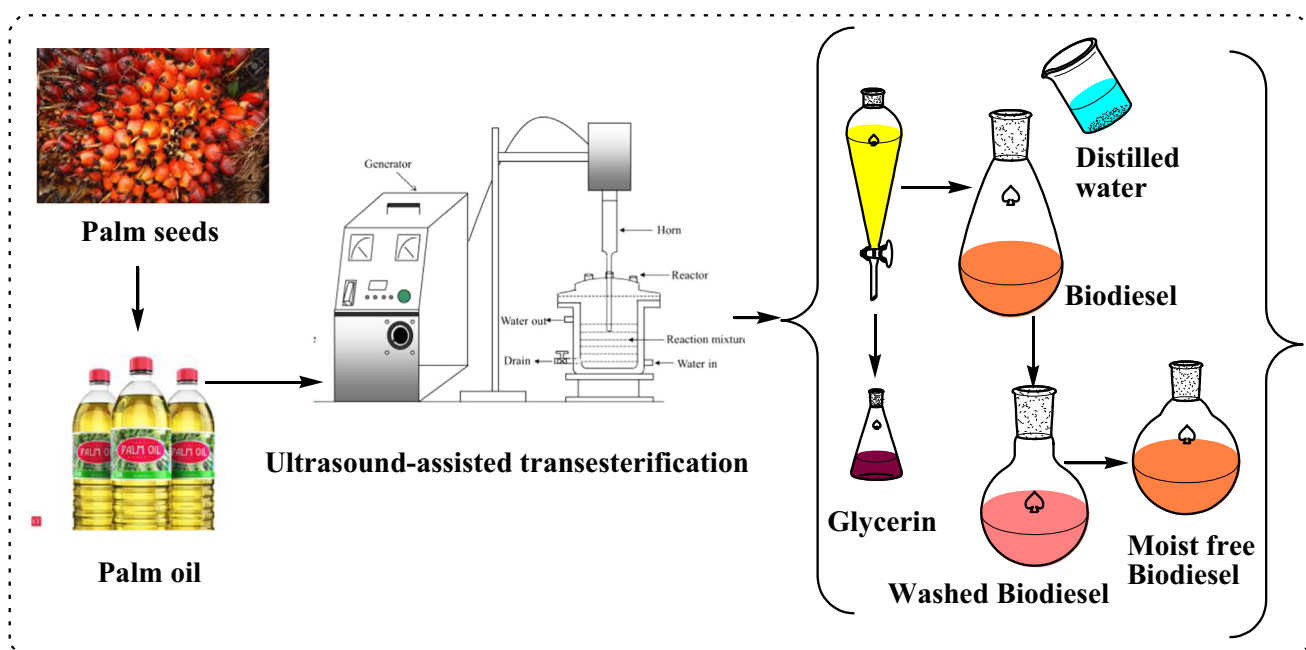 Palm seeds
PALM OIL
PALM OIL
PALM OIL
Palm oil
Generator
Horn
Reactor
Water out
Reaction mixture
Drain
Water in
Ultrasound-assisted transesterification
Distilled
water
Biodiesel
Glycerin
Washed Biodiesel
Moist free
Biodiesel